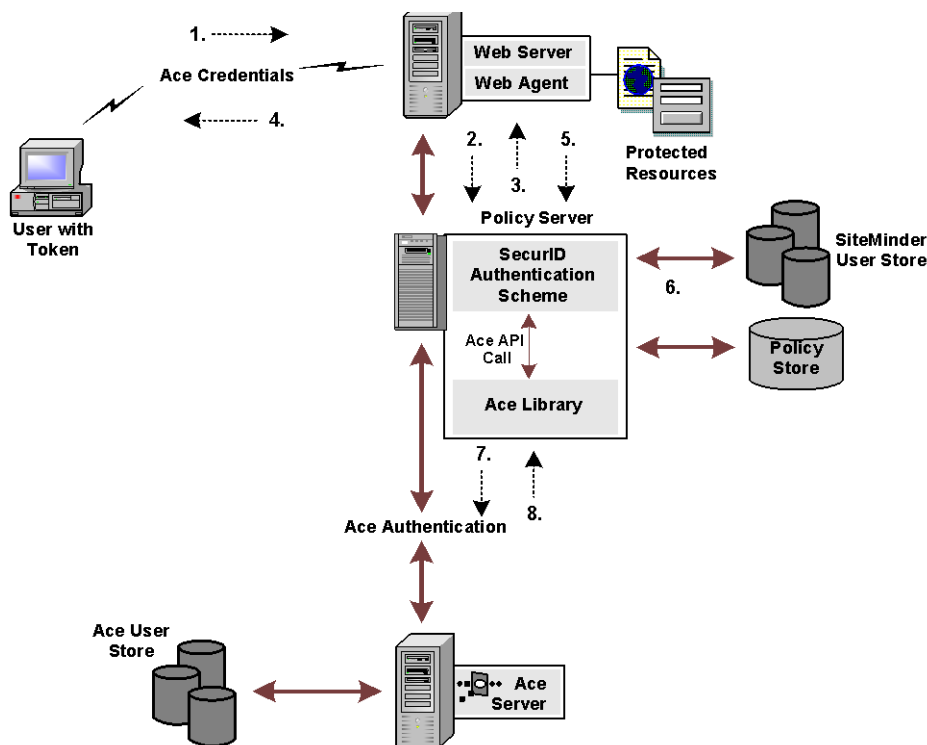 1.
Ace Credentials
4.
User with
Token
Web Server
Web Agent
Protected
Resources
2.
3.
5.
Policy Server
SecurID
Authentication
Scheme
Ace API
Call
Ace Library
6.
SiteMinder
User Store
Policy
Store
7.
8.
Ace Authentication
Ace User
Store
Ace
Server